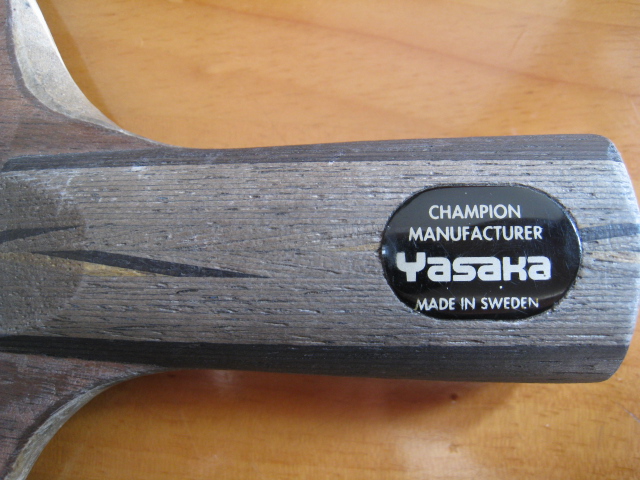 CHAMPION
MANUFACTURER
Yasaka
MADE IN SWEDEN